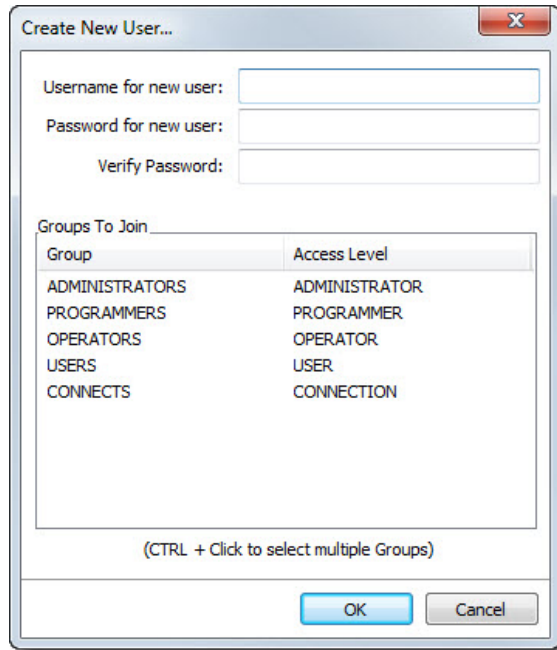 Create New User...
Username for new user:
Password for new user:
Verify Password:
Groups To Join
Group Access Level
ADMINISTRATORS ADMINISTRATOR
PROGRAMMERS PROGRAMMER
OPERATORS OPERATOR
USERS USER
CONNECTS CONNECTION
(CTRL + Click to select multiple Groups)
OK Cancel